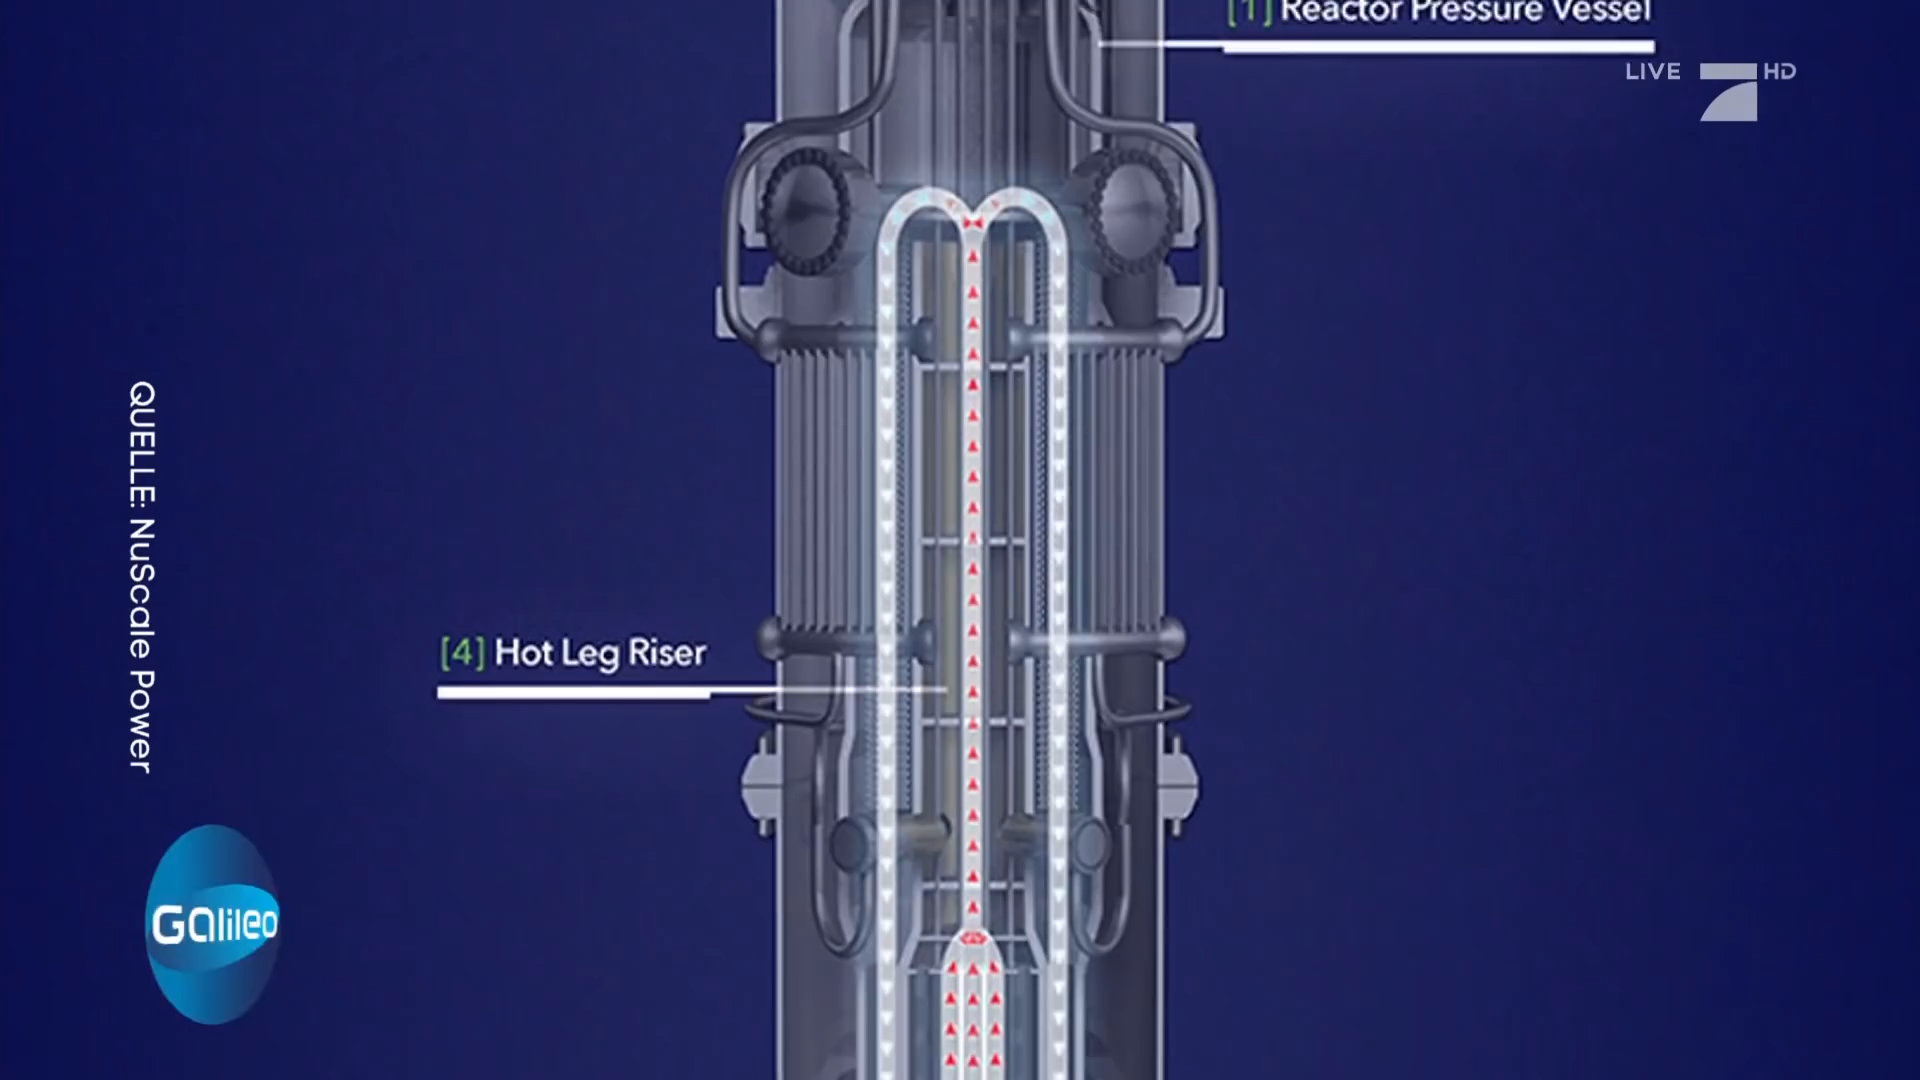 [1] Reactor Pressure Vessel
LIVE HD
QUELLE: NuScale Power
[4] Hot Leg Riser
Galileo